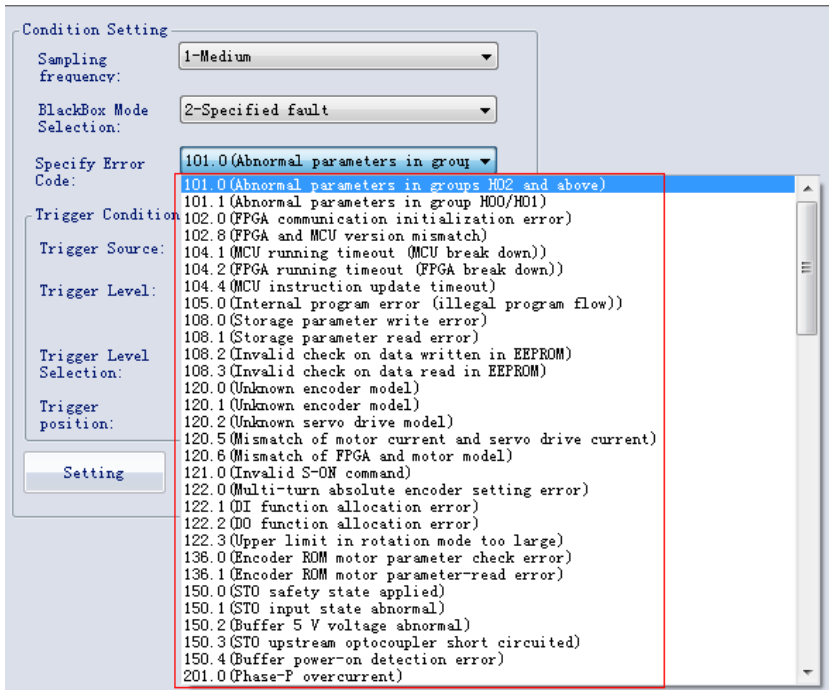 Condition Setting
Sampling frequency:
1-Medium
BlackBox Mode Selection:
2-Specified fault
Specify Error Code:
101.0(Abnormal parameters in group
101.0(Abnormal parameters in groups H02 and above)
101.1(Abnormal parameters in group H00/H01)
102.0(FPGA communication initialization error)
102.8(FPGA and MCU version mismatch)
104.1(MCU running timeout (MCU break down))
104.2(FPGA running timeout (FPGA break down))
104.4(MCU instruction update timeout)
105.0(Internal program error (illegal program flow))
108.0(Storage parameter write error)
108.1(Storage parameter read error)
108.2(Invalid check on data written in EEPROM)
108.3(Invalid check on data read in EEPROM)
120.0(Unknown encoder model)
120.1(Unknown encoder model)
120.2(Unknown servo drive model)
120.5(Mismatch of motor current and servo drive current)
120.6(Mismatch of FPGA and motor model)
121.0(Invalid S-ON command)
122.0(Multi-turn absolute encoder setting error)
122.1(DI function allocation error)
122.2(DO function allocation error)
122.3(Upper limit in rotation mode too large)
136.0(Encoder ROM motor parameter check error)
136.1(Encoder ROM motor parameter-read error)
150.0(STO safety state applied)
150.1(STO input state abnormal)
150.2(Buffer 5 V voltage abnormal)
150.3(STO upstream optocoupler short circuited)
150.4(Buffer power-on detection error)
201.0(Phase-P overcurrent)
Trigger Condition
Trigger Source:
Trigger Level:
Trigger Level Selection:
Trigger position:
Setting